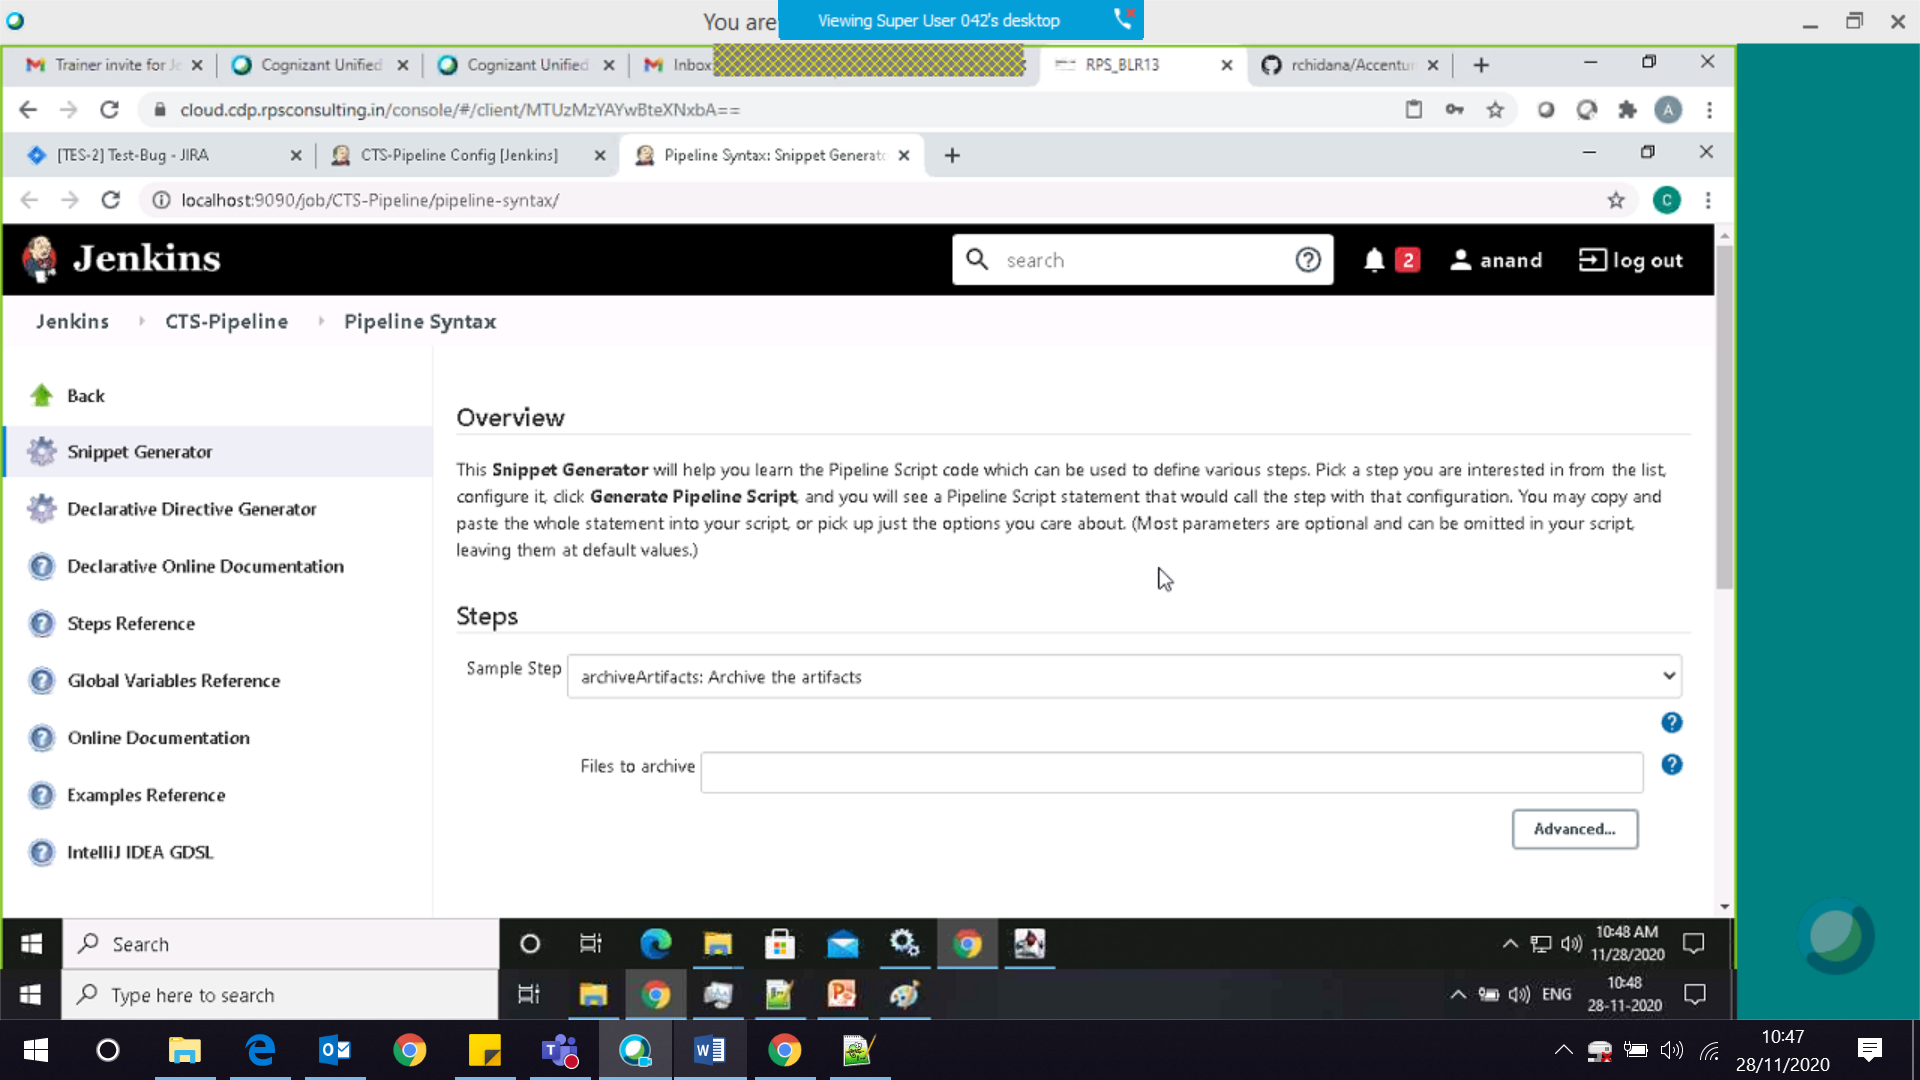 You are
Viewing Super User 042's desktop
Trainer invite for Je
Cognizant Unified
Cognizant Unified
Inbox
RPS_BLR13
rchidana/Accentur
cloud.cdp.rpsconsulting.in/console/#/client/MTUzMzYAYwBteXNxbA==
A
[TES-2] Test-Bug - JIRA
CTS-Pipeline Config [Jenkins]
Pipeline Syntax: Snippet Generato
localhost:9090/job/CTS-Pipeline/pipeline-syntax/
C
Jenkins
search
2
anand
log out
Jenkins
CTS-Pipeline
Pipeline Syntax
Back
Snippet Generator
Declarative Directive Generator
Declarative Online Documentation
Steps Reference
Global Variables Reference
Online Documentation
Examples Reference
IntelliJ IDEA GDSL
Overview
This Snippet Generator will help you learn the Pipeline Script code which can be used to define various steps. Pick a step you are interested in from the list,
configure it, click Generate Pipeline Script, and you will see a Pipeline Script statement that would call the step with that configuration. You may copy and
paste the whole statement into your script, or pick up just the options you care about. (Most parameters are optional and can be omitted in your script,
leaving them at default values.)
Steps
Sample Step
archiveArtifacts: Archive the artifacts
Files to archive
Advanced...
Search
10:48 AM
11/28/2020
Type here to search
ENG
10:48
28-11-2020
10:47
28/11/2020